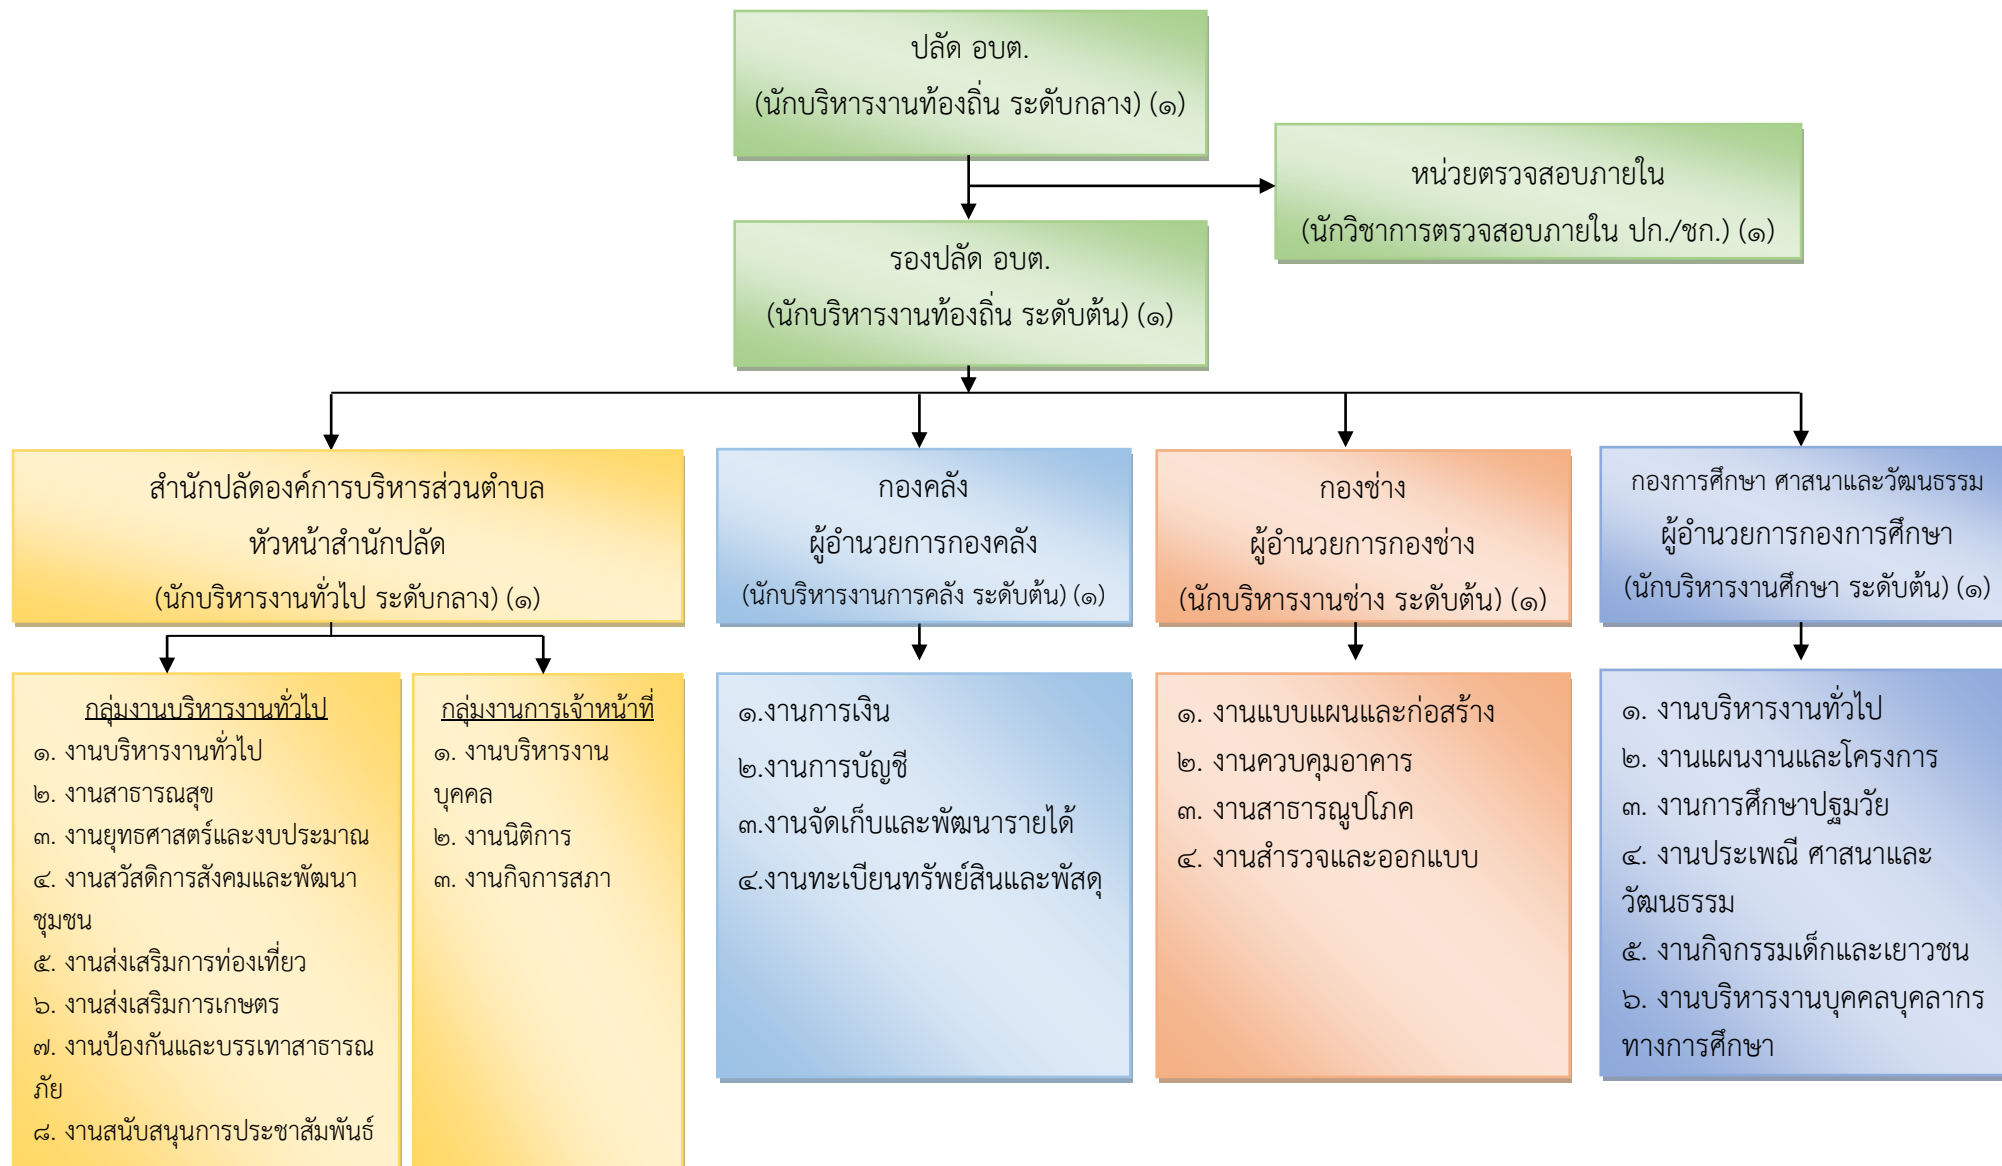 ปลัด อบต.
(นักบริหารงานท้องถิ่น ระดับกลาง) (๑)
หน่วยตรวจสอบภายใน
(นักวิชาการตรวจสอบภายใน ปก./ชก.) (๑)
รองปลัด อบต.
(นักบริหารงานท้องถิ่น ระดับต้น) (๑)
สำนักปลัดองค์การบริหารส่วนตำบล
หัวหน้าสำนักปลัด
(นักบริหารงานทั่วไป ระดับกลาง) (๑)
กองคลัง
ผู้อำนวยการกองคลัง
(นักบริหารงานการคลัง ระดับต้น) (๑)
กองช่าง
ผู้อำนวยการกองช่าง
(นักบริหารงานช่าง ระดับต้น) (๑)
กองการศึกษา ศาสนาและวัฒนธรรม
ผู้อำนวยการกองการศึกษา
(นักบริหารงานศึกษา ระดับต้น) (๑)
กลุ่มงานบริหารงานทั่วไป
๑. งานบริหารงานทั่วไป
๒. งานสาธารณสุข
๓. งานยุทธศาสตร์และงบประมาณ
๔. งานสวัสดิการสังคมและพัฒนา
ชุมชน
๕. งานส่งเสริมการท่องเที่ยว
๖. งานส่งเสริมการเกษตร
๗. งานป้องกันและบรรเทาสาธารณ
ภัย
๘. งานสนับสนุนการประชาสัมพันธ์
กลุ่มงานการเจ้าหน้าที่
๑. งานบริหารงาน
บุคคล
๒. งานนิติการ
๓. งานกิจการสภา
๑.งานการเงิน
๒.งานการบัญชี
๓.งานจัดเก็บและพัฒนารายได้
๔.งานทะเบียนทรัพย์สินและพัสดุ
๑. งานแบบแผนและก่อสร้าง
๒. งานควบคุมอาคาร
๓. งานสาธารณูปโภค
๔. งานสำรวจและออกแบบ
๑. งานบริหารงานทั่วไป
๒. งานแผนงานและโครงการ
๓. งานการศึกษาปฐมวัย
๔. งานประเพณี ศาสนาและ
วัฒนธรรม
๕. งานกิจกรรมเด็กและเยาวชน
๖. งานบริหารงานบุคคลบุคลากร
ทางการศึกษา